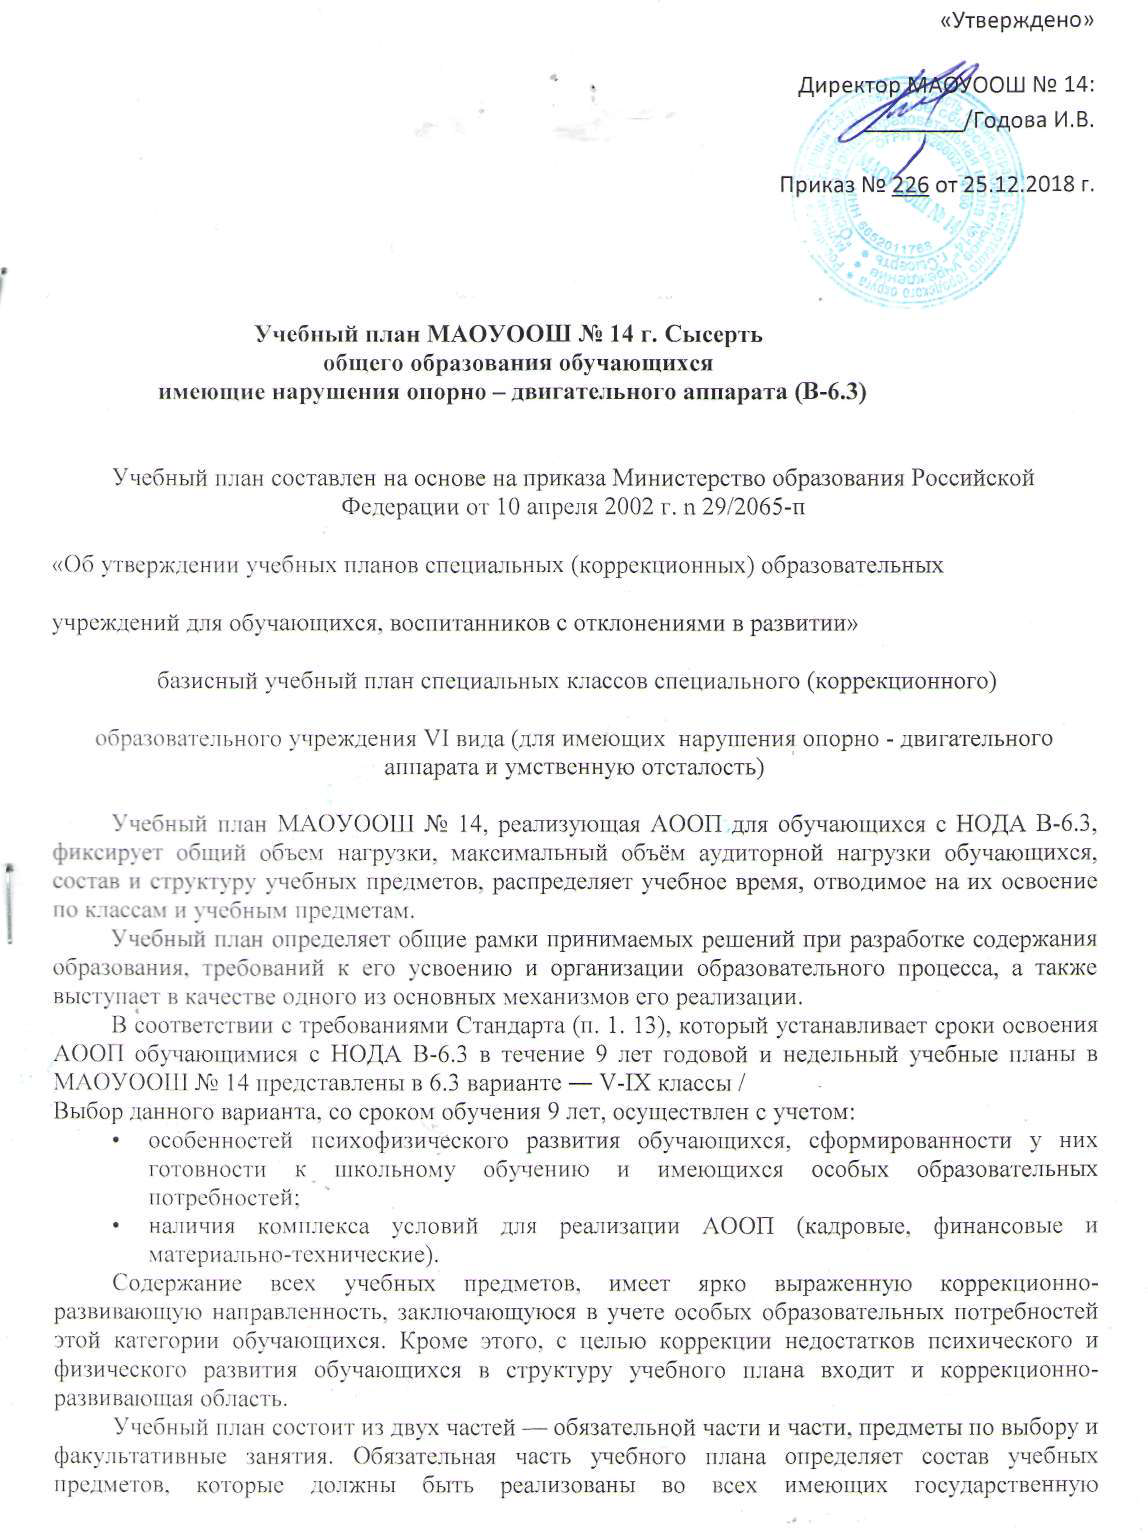 «Утверждено»
Директор МАОУООШ № 14:
________/Годова И.В.
Приказ № 226 от 25.12.2018 г.
ИНН 6652011768
МАОУООШ № 14
г.Сысерть
Учебный план МАОУООШ № 14 г. Сысерть
общего образования обучающихся
имеющие нарушения опорно – двигательного аппарата (В-6.3)
Учебный план составлен на основе на приказа Министерство образования Российской
Федерации от 10 апреля 2002 г. n 29/2065-п
«Об утверждении учебных планов специальных (коррекционных) образовательных
учреждений для обучающихся, воспитанников с отклонениями в развитии»
базисный учебный план специальных классов специального (коррекционного)
образовательного учреждения VI вида (для имеющих нарушения опорно - двигательного
аппарата и умственную отсталость)
Учебный план МАОУООШ № 14, реализующая АООП для обучающихся с НОДА В-6.3,
фиксирует общий объем нагрузки, максимальный объём аудиторной нагрузки обучающихся,
состав и структуру учебных предметов, распределяет учебное время, отводимое на их освоение
по классам и учебным предметам.
Учебный план определяет общие рамки принимаемых решений при разработке содержания
образования, требований к его усвоению и организации образовательного процесса, а также
выступает в качестве одного из основных механизмов его реализации.
В соответствии с требованиями Стандарта (п. 1. 13), который устанавливает сроки освоения
АООП обучающимися с НОДА В-6.3 в течение 9 лет годовой и недельный учебные планы в
МАОУООШ № 14 представлены в 6.3 варианте — V-IX классы /
Выбор данного варианта, со сроком обучения 9 лет, осуществлен с учетом:
• особенностей психофизического развития обучающихся, сформированности у них
готовности к школьному обучению и имеющихся особых образовательных
потребностей;
• наличия комплекса условий для реализации АООП (кадровые, финансовые и
материально-технические).
Содержание всех учебных предметов, имеет ярко выраженную коррекционно-
развивающую направленность, заключающуюся в учете особых образовательных потребностей
этой категории обучающихся. Кроме этого, с целью коррекции недостатков психического и
физического развития обучающихся в структуру учебного плана входит и коррекционно-
развивающая область.
Учебный план состоит из двух частей — обязательной части и части, предметы по выбору и
факультативные занятия. Обязательная часть учебного плана определяет состав учебных
предметов, которые должны быть реализованы во всех имеющих государственную